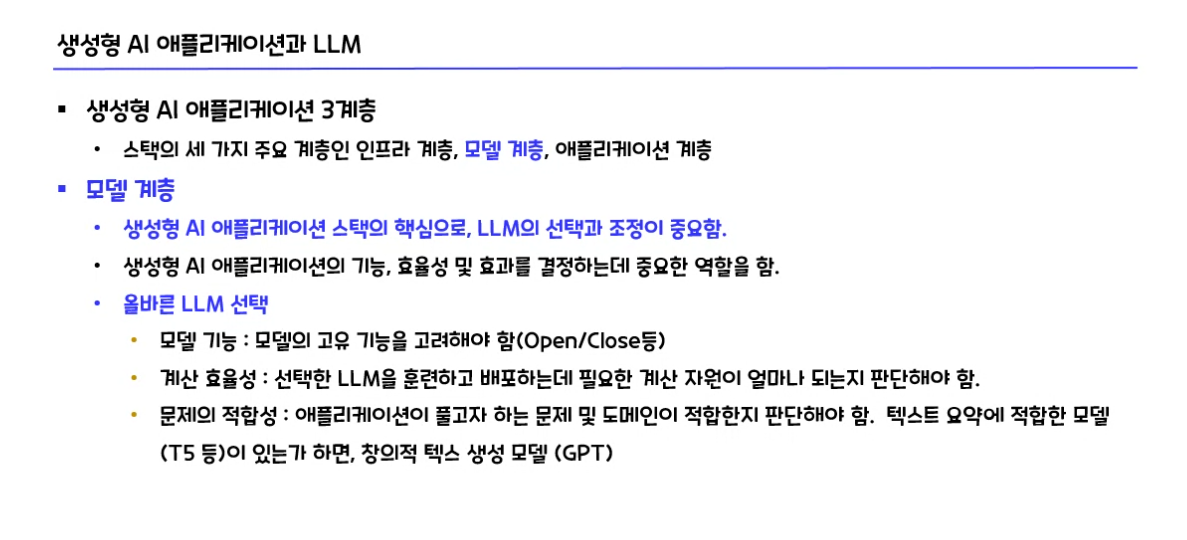 생성형 AI 애플리케이션과 LLM
▪ 생성형 AI 애플리케이션 3계층
• 스택의 세 가지 주요 계층인 인프라 계층, 모델 계층, 애플리케이션 계층
▪ 모델 계층
• 생성형 AI 애플리케이션 스택의 핵심으로, LLM의 선택과 조정이 중요함.
• 생성형 AI 애플리케이션의 기능, 효율성 및 효과를 결정하는데 중요한 역할을 함.
• 올바른 LLM 선택
• 모델 기능 : 모델의 고유 기능을 고려해야 함(Open/Close등)
• 계산 효율성 : 선택한 LLM을 훈련하고 배포하는데 필요한 계산 자원이 얼마나 되는지 판단해야 함.
• 문제의 적합성 : 애플리케이션이 풀고자 하는 문제 및 도메인이 적합한지 판단해야 함. 텍스트 요약에 적합한 모델
(T5 등)이 있는가 하면, 창의적 텍스 생성 모델 (GPT)